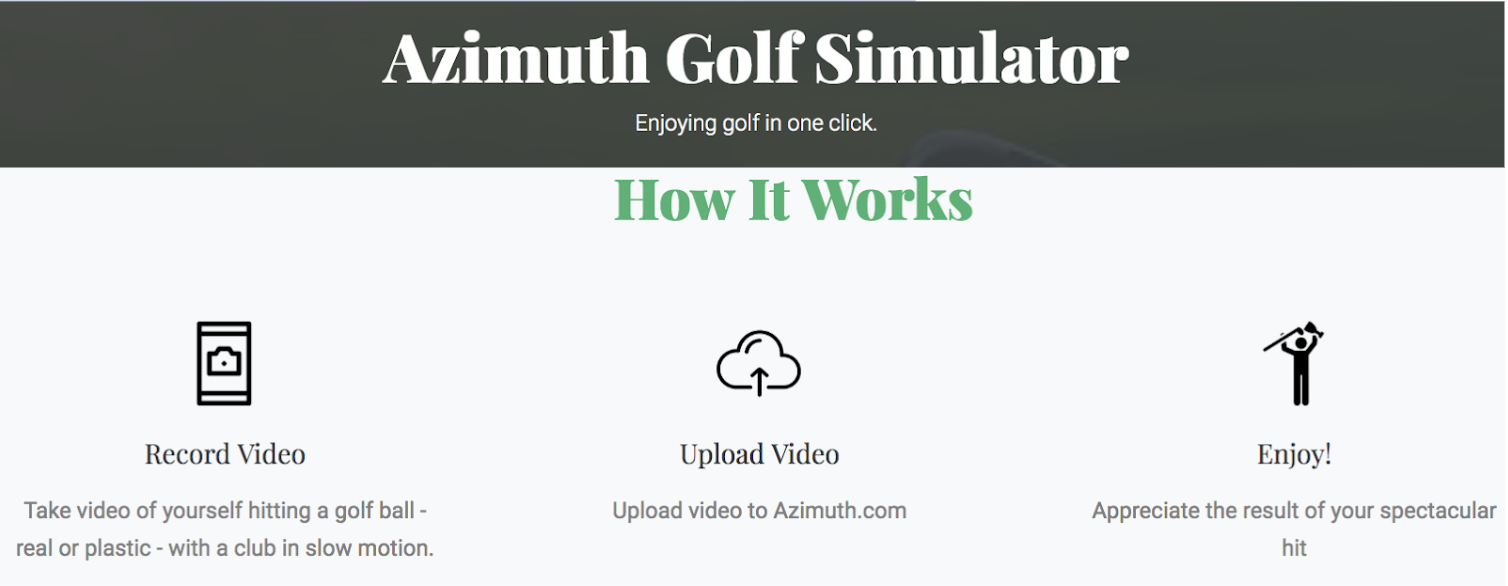 Azimuth Golf Simulator
Enjoying golf in one click.
How It Works
Record Video
Take video of yourself hitting a golf ball -
real or plastic - with a club in slow motion.
Upload Video
Upload video to Azimuth.com
Enjoy!
Appreciate the result of your spectacular
hit